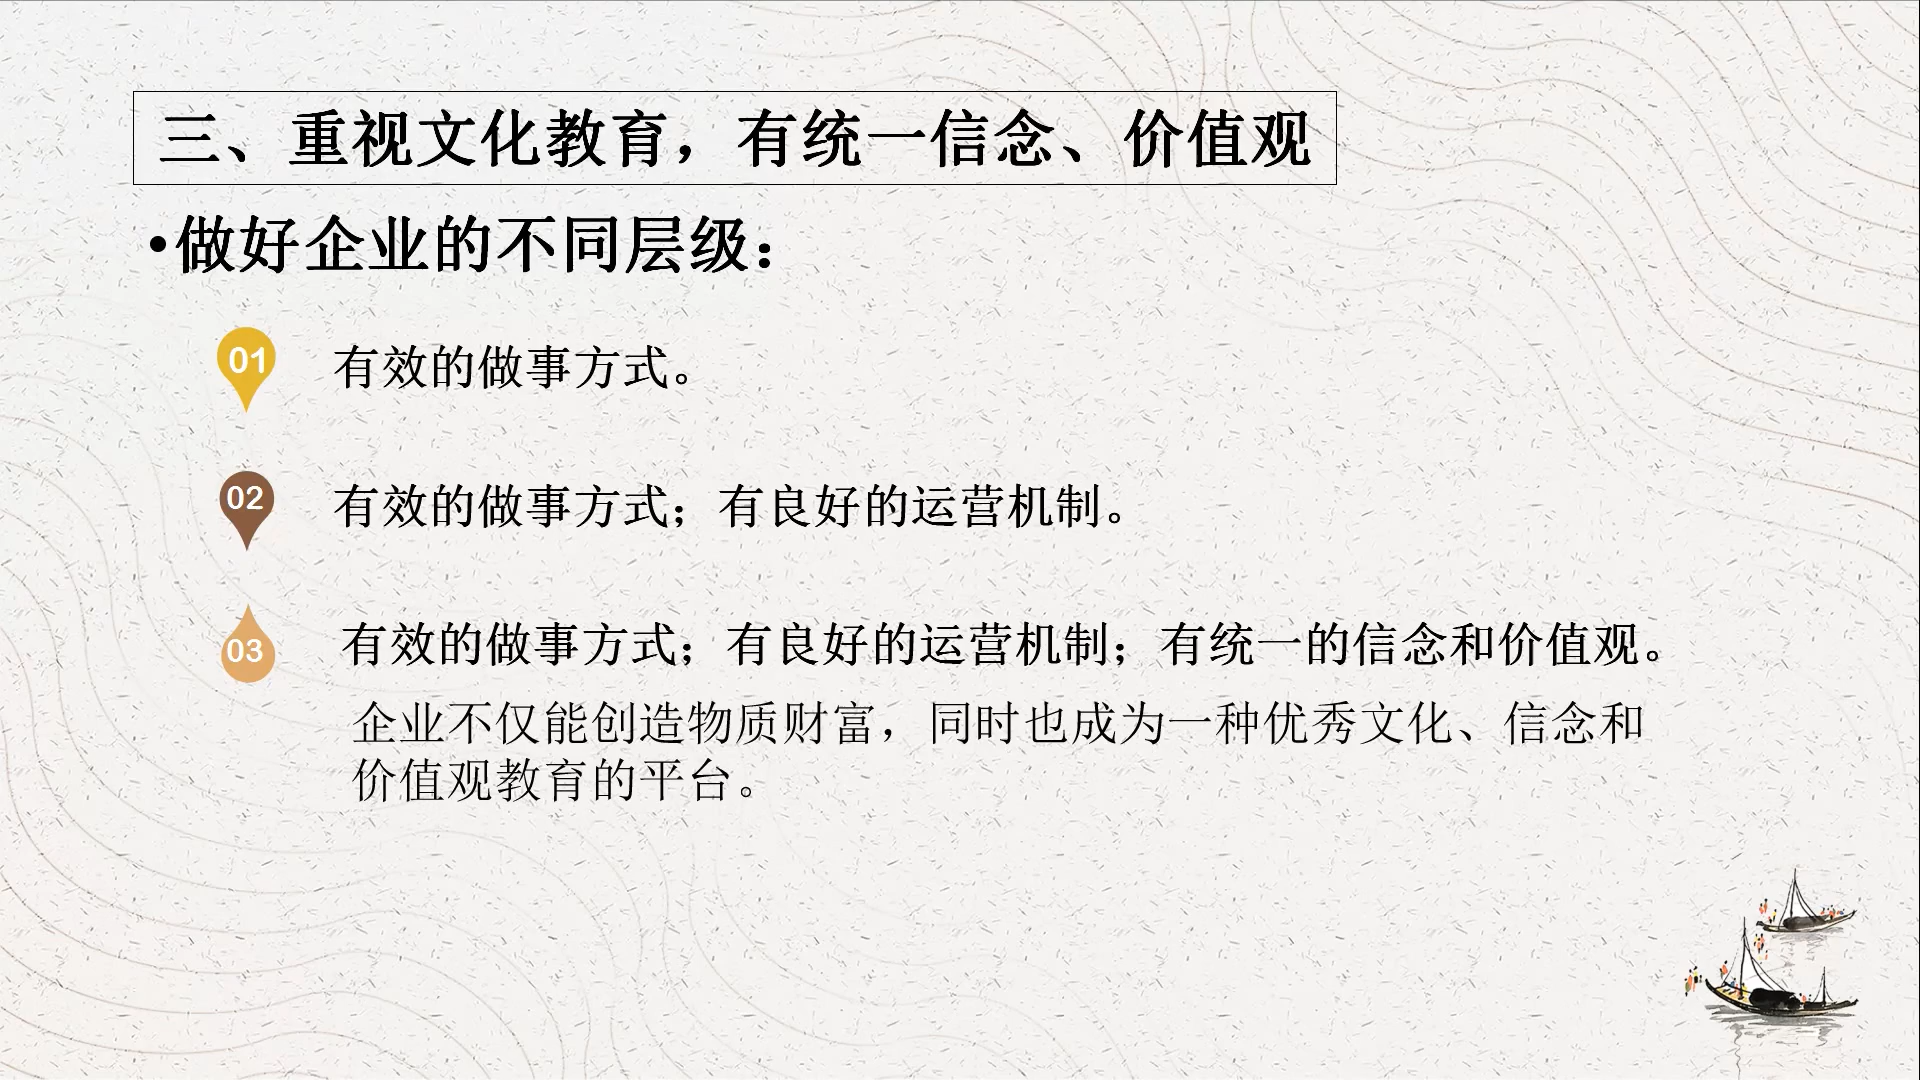 三、重视文化教育，有统一信念、价值观
•做好企业的不同层级：
01 有效的做事方式。
02 有效的做事方式；有良好的运营机制。
03 有效的做事方式；有良好的运营机制；有统一的信念和价值观。
企业不仅能创造物质财富，同时也成为一种优秀文化、信念和
价值观教育的平台。